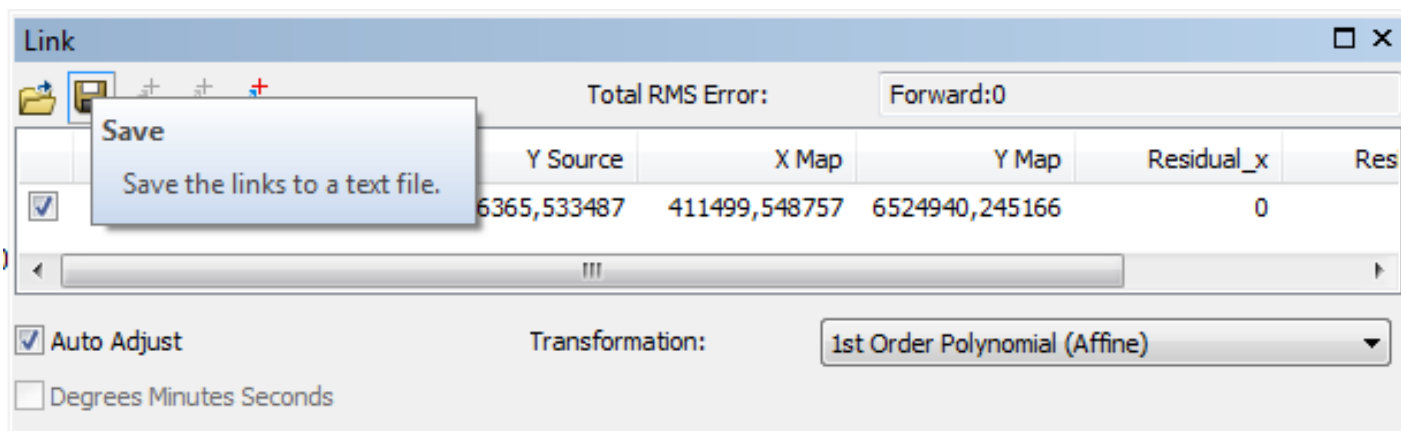 Link
Total RMS Error: Forward:0
Save
Save the links to a text file.
Y Source X Map Y Map Residual_x Res
6365,533487 411499,548757 6524940,245166 0
Auto Adjust Transformation: 1st Order Polynomial (Affine)
Degrees Minutes Seconds